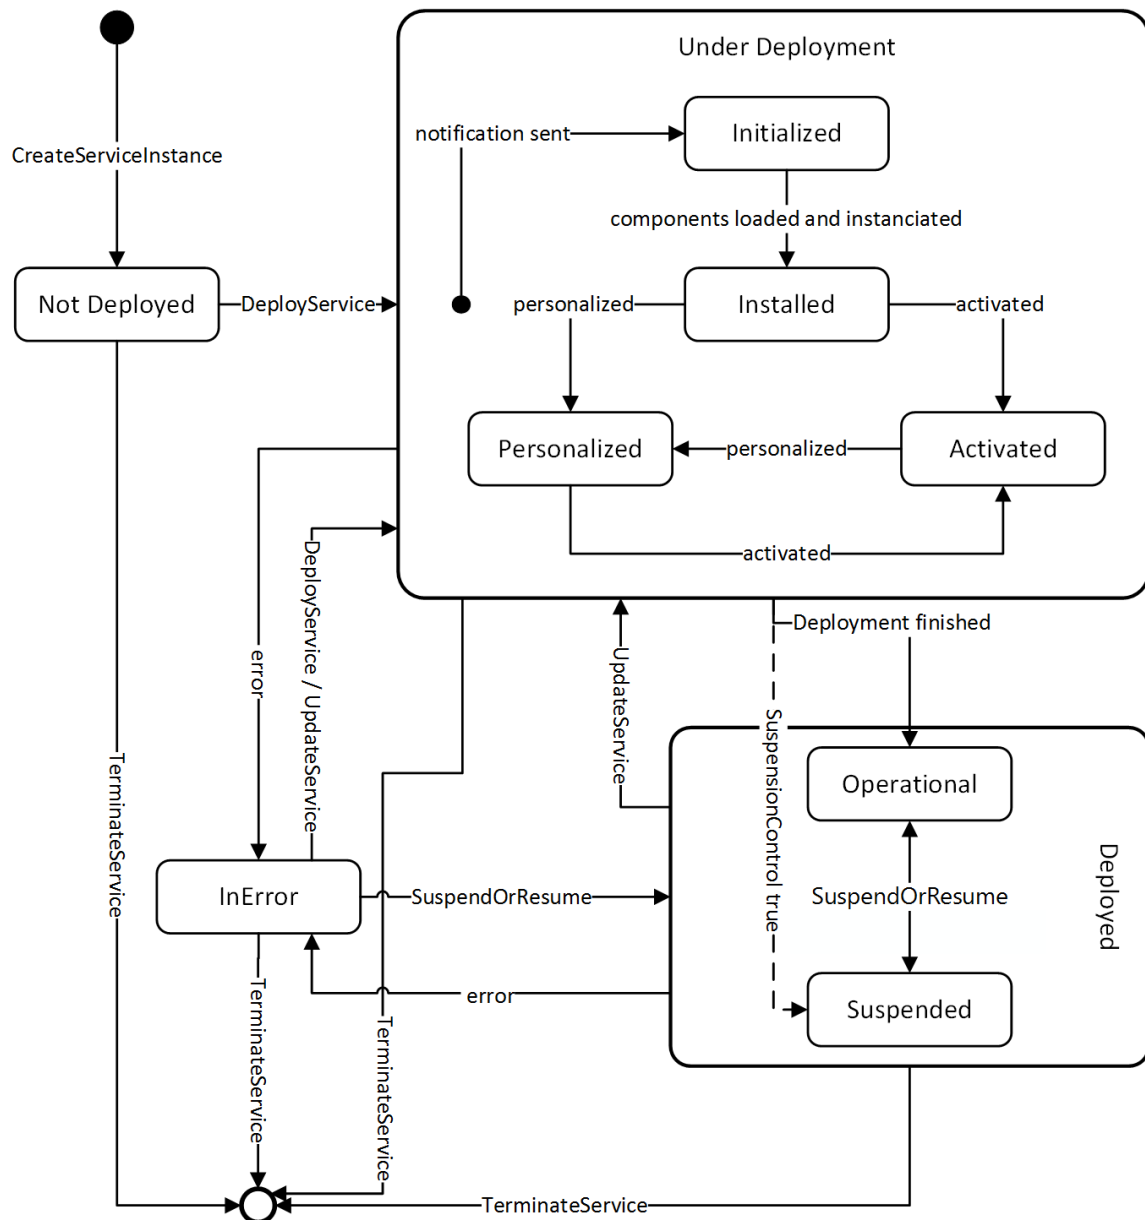 Under Deployment
notification sent
Initialized
CreateServiceInstance
components loaded and instanciated
Not Deployed
DeployService
personalized
Installed
activated
Personalized
personalized
Activated
activated
DeployService / UpdateService
error
Deployment finished
UpdateService
SuspensionControl true
TerminateService
Operational
Deployed
InError
SuspendOrResume
SuspendOrResume
error
Suspended
TerminateService
TerminateService
TerminateService